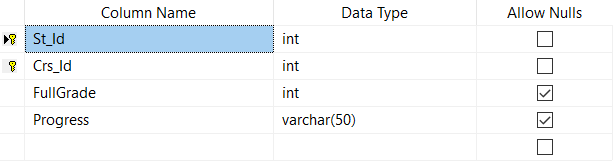 Column Name Data Type Allow Nulls
St_Id int
Crs_Id int
FullGrade int
Progress varchar(50)